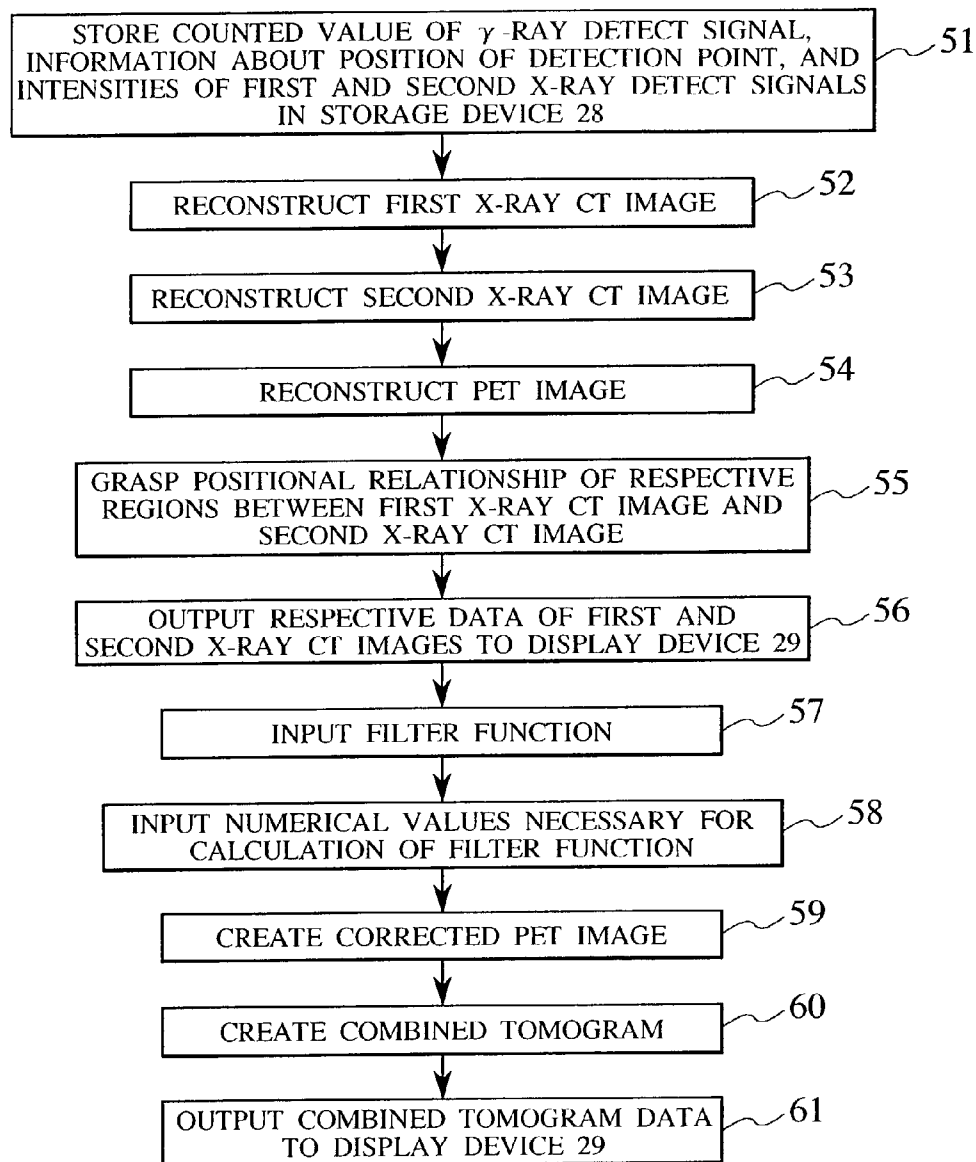 STORE COUNTED VALUE OF γ-RAY DETECT SIGNAL,
INFORMATION ABOUT POSITION OF DETECTION POINT, AND
INTENSITIES OF FIRST AND SECOND X-RAY DETECT SIGNALS
IN STORAGE DEVICE 28
51
RECONSTRUCT FIRST X-RAY CT IMAGE
52
RECONSTRUCT SECOND X-RAY CT IMAGE
53
RECONSTRUCT PET IMAGE
54
GRASP POSITIONAL RELATIONSHIP OF RESPECTIVE
REGIONS BETWEEN FIRST X-RAY CT IMAGE AND
SECOND X-RAY CT IMAGE
55
OUTPUT RESPECTIVE DATA OF FIRST AND
SECOND X-RAY CT IMAGES TO DISPLAY DEVICE 29
56
INPUT FILTER FUNCTION
57
INPUT NUMERICAL VALUES NECESSARY FOR
CALCULATION OF FILTER FUNCTION
58
CREATE CORRECTED PET IMAGE
59
CREATE COMBINED TOMOGRAM
60
OUTPUT COMBINED TOMOGRAM DATA
TO DISPLAY DEVICE 29
61